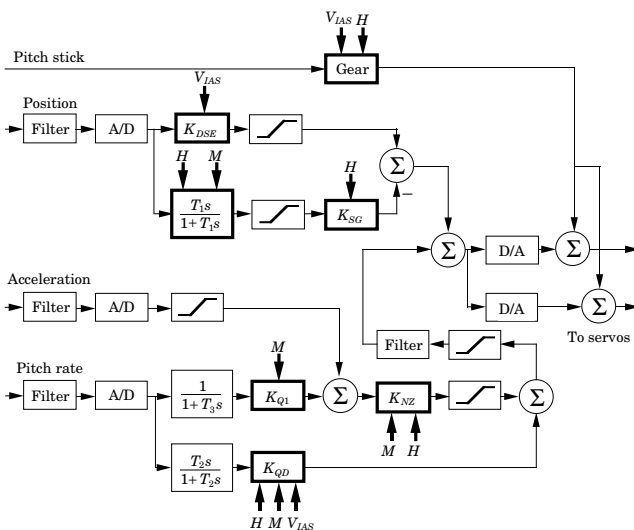 V_IAS H
Pitch stick
Gear
V_IAS
Position
Filter A/D K_DSE
Σ
H M H
T_1s / 1+T_1s
K_SG
−
Σ D/A Σ
Acceleration
Filter A/D
D/A Σ
To servos
Filter
M
Pitch rate
Filter A/D 1 / 1+T_3s K_Q1 Σ K_NZ Σ
M H
T_2s / 1+T_2s K_QD
H M V_IAS